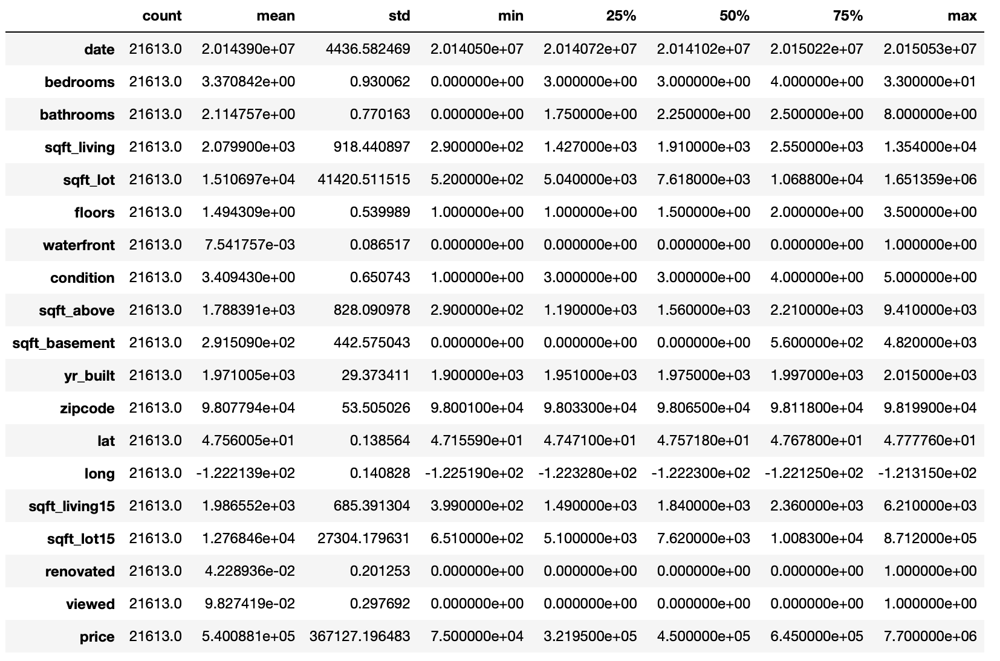 count mean std min 25% 50% 75% max
date 21613.0 2.014390e+07 4436.582469 2.014050e+07 2.014072e+07 2.014102e+07 2.015022e+07 2.015053e+07
bedrooms 21613.0 3.370842e+00 0.930062 0.000000e+00 3.000000e+00 3.000000e+00 4.000000e+00 3.300000e+01
bathrooms 21613.0 2.114757e+00 0.770163 0.000000e+00 1.750000e+00 2.250000e+00 2.500000e+00 8.000000e+00
sqft_living 21613.0 2.079900e+03 918.440897 2.900000e+02 1.427000e+03 1.910000e+03 2.550000e+03 1.354000e+04
sqft_lot 21613.0 1.510697e+04 41420.511515 5.200000e+02 5.040000e+03 7.618000e+03 1.068800e+04 1.651359e+06
floors 21613.0 1.494309e+00 0.539989 1.000000e+00 1.000000e+00 1.500000e+00 2.000000e+00 3.500000e+00
waterfront 21613.0 7.541757e-03 0.086517 0.000000e+00 0.000000e+00 0.000000e+00 0.000000e+00 1.000000e+00
condition 21613.0 3.409430e+00 0.650743 1.000000e+00 3.000000e+00 3.000000e+00 4.000000e+00 5.000000e+00
sqft_above 21613.0 1.788391e+03 828.090978 2.900000e+02 1.190000e+03 1.560000e+03 2.210000e+03 9.410000e+03
sqft_basement 21613.0 2.915090e+02 442.575043 0.000000e+00 0.000000e+00 0.000000e+00 5.600000e+02 4.820000e+03
yr_built 21613.0 1.971005e+03 29.373411 1.900000e+03 1.951000e+03 1.975000e+03 1.997000e+03 2.015000e+03
zipcode 21613.0 9.807794e+04 53.505026 9.800100e+04 9.803300e+04 9.806500e+04 9.811800e+04 9.819900e+04
lat 21613.0 4.756005e+01 0.138564 4.715590e+01 4.747100e+01 4.757180e+01 4.767800e+01 4.777760e+01
long 21613.0 -1.222139e+02 0.140828 -1.225190e+02 -1.223280e+02 -1.222300e+02 -1.221250e+02 -1.213150e+02
sqft_living15 21613.0 1.986552e+03 685.391304 3.990000e+02 1.490000e+03 1.840000e+03 2.360000e+03 6.210000e+03
sqft_lot15 21613.0 1.276846e+04 27304.179631 6.510000e+02 5.100000e+03 7.620000e+03 1.008300e+04 8.712000e+05
renovated 21613.0 4.228936e-02 0.201253 0.000000e+00 0.000000e+00 0.000000e+00 0.000000e+00 1.000000e+00
viewed 21613.0 9.827419e-02 0.297692 0.000000e+00 0.000000e+00 0.000000e+00 0.000000e+00 1.000000e+00
price 21613.0 5.400881e+05 367127.196483 7.500000e+04 3.219500e+05 4.500000e+05 6.450000e+05 7.700000e+06